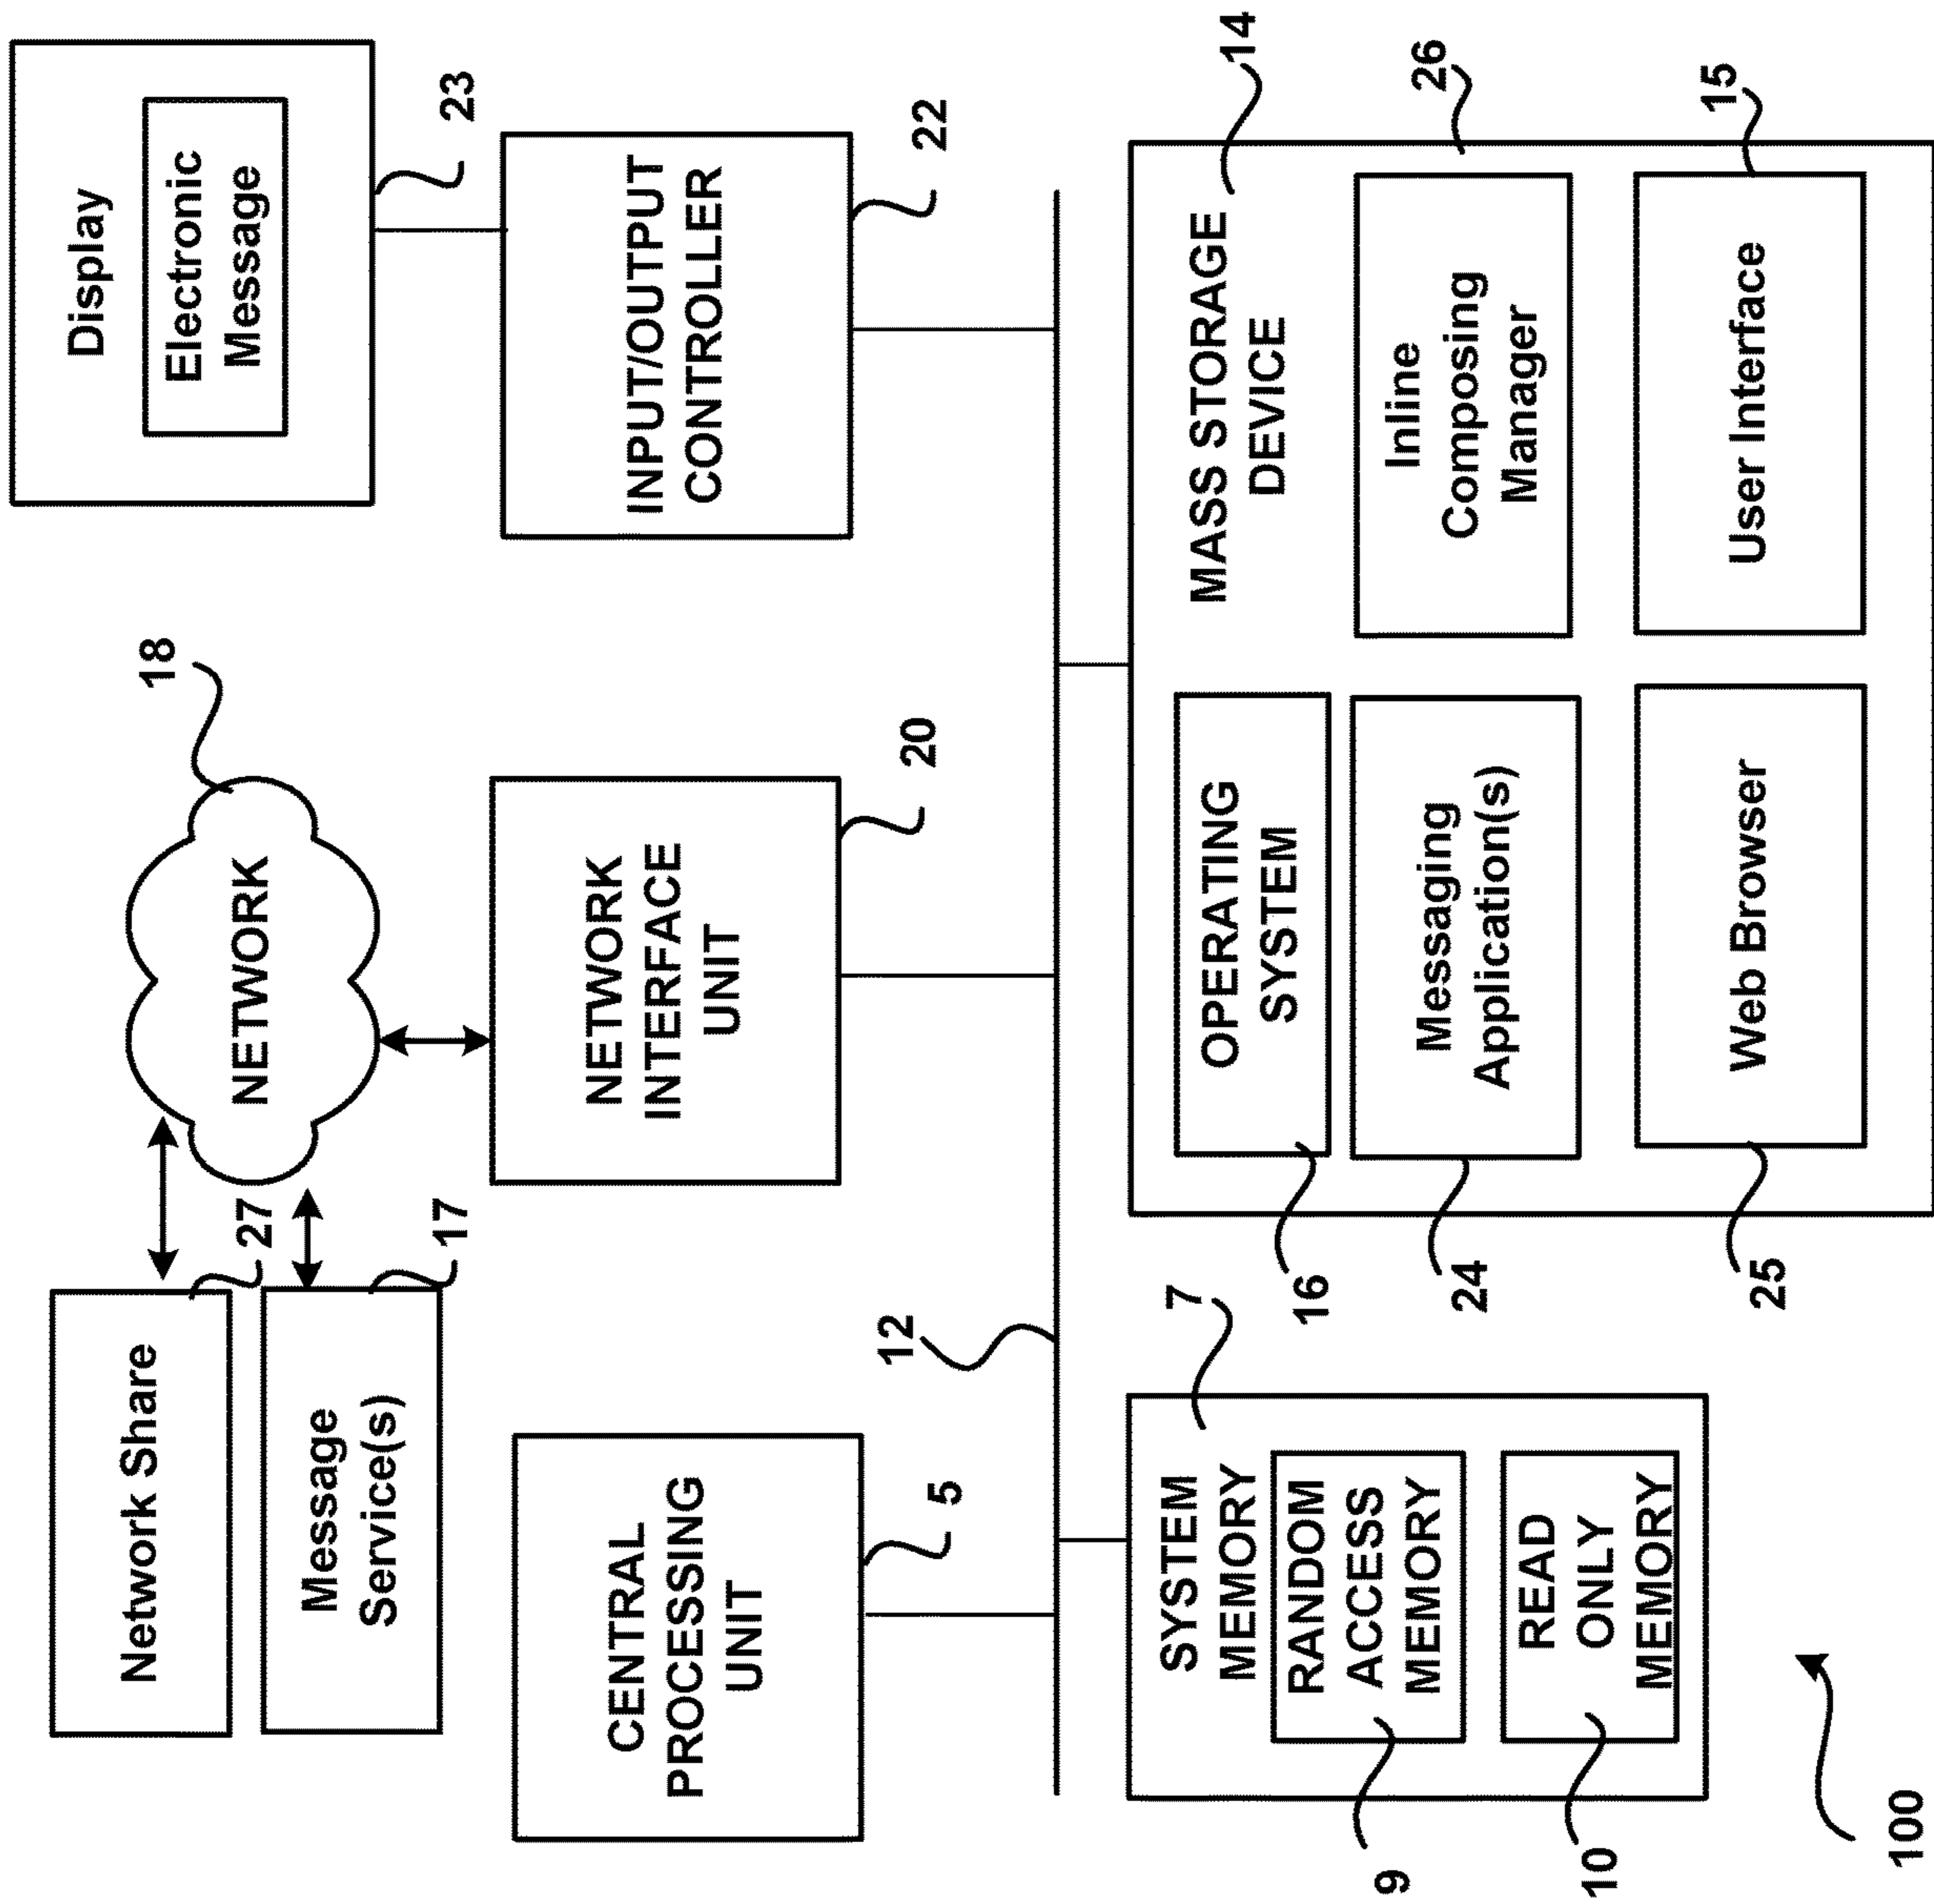 Network Share
27
Message
Service(s)
17
NETWORK
18
Display
Electronic
Message
23
CENTRAL
PROCESSING
UNIT
5
NETWORK
INTERFACE
UNIT
20
INPUT/OUTPUT
CONTROLLER
22
12
SYSTEM
MEMORY
7
RANDOM
ACCESS
MEMORY
9
READ
ONLY
MEMORY
10
MASS STORAGE
DEVICE
14
OPERATING
SYSTEM
16
Messaging
Application(s)
24
Inline
Composing
Manager
26
Web Browser
25
User Interface
15
100